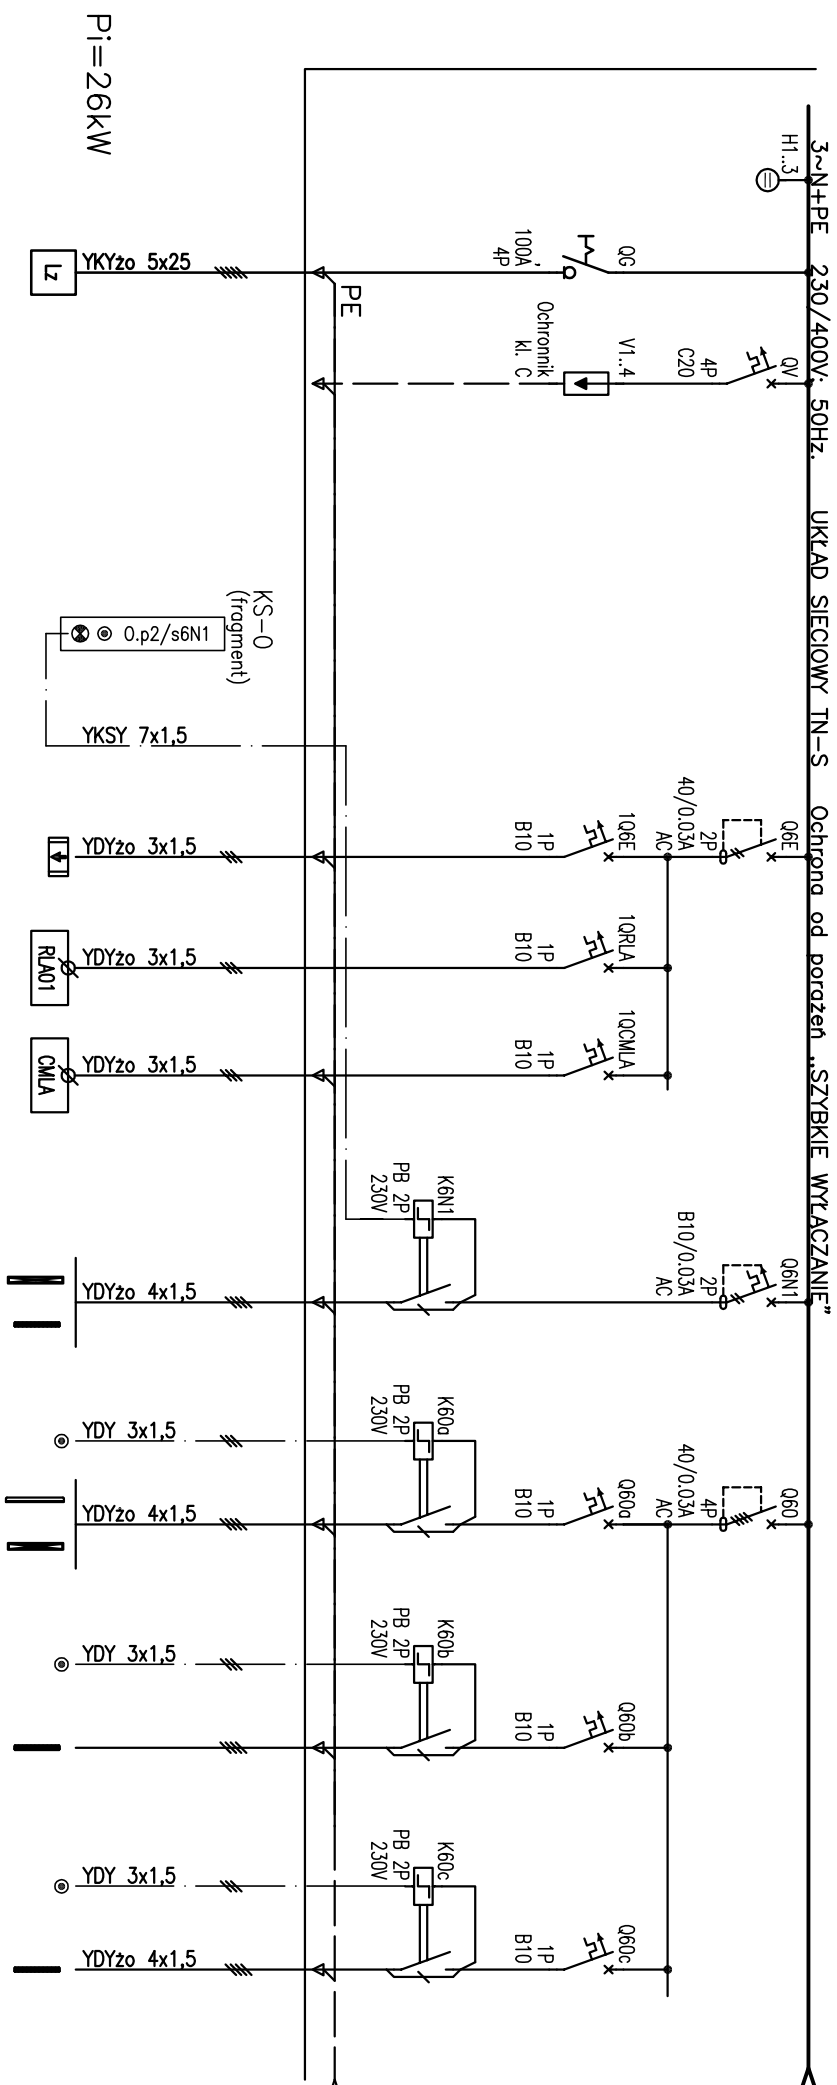 3~N+PE 230/400V; 50Hz. UKŁAD SIECIOWY TN-S Ochrona od porażeń „SZYBKIE WYŁĄCZANIE”
H1..3
QG
100A,
4P
PE
YKYżo 5x25
Lz
Pi=26kW
QV
4P
C20
V1..4
Ochronnik
kl. C
KS-0
(fragment)
0.p2/s6N1
YKSY 7x1,5
Q6E
2P
40/0.03A
AC
1Q6E
1P
B10
YDYżo 3x1,5
1QRLA
1P
B10
YDYżo 3x1,5
RLA01
1QCMLA
1P
B10
YDYżo 3x1,5
CMLA
Q6N1
2P
B10/0.03A
AC
K6N1
PB 2P
230V
YDYżo 4x1,5
Q60
4P
40/0.03A
AC
Q60a
1P
B10
K60a
PB 2P
230V
YDY 3x1,5
YDYżo 4x1,5
Q60b
1P
B10
K60b
PB 2P
230V
YDY 3x1,5
Q60c
1P
B10
K60c
PB 2P
230V
YDY 3x1,5
YDYżo 4x1,5